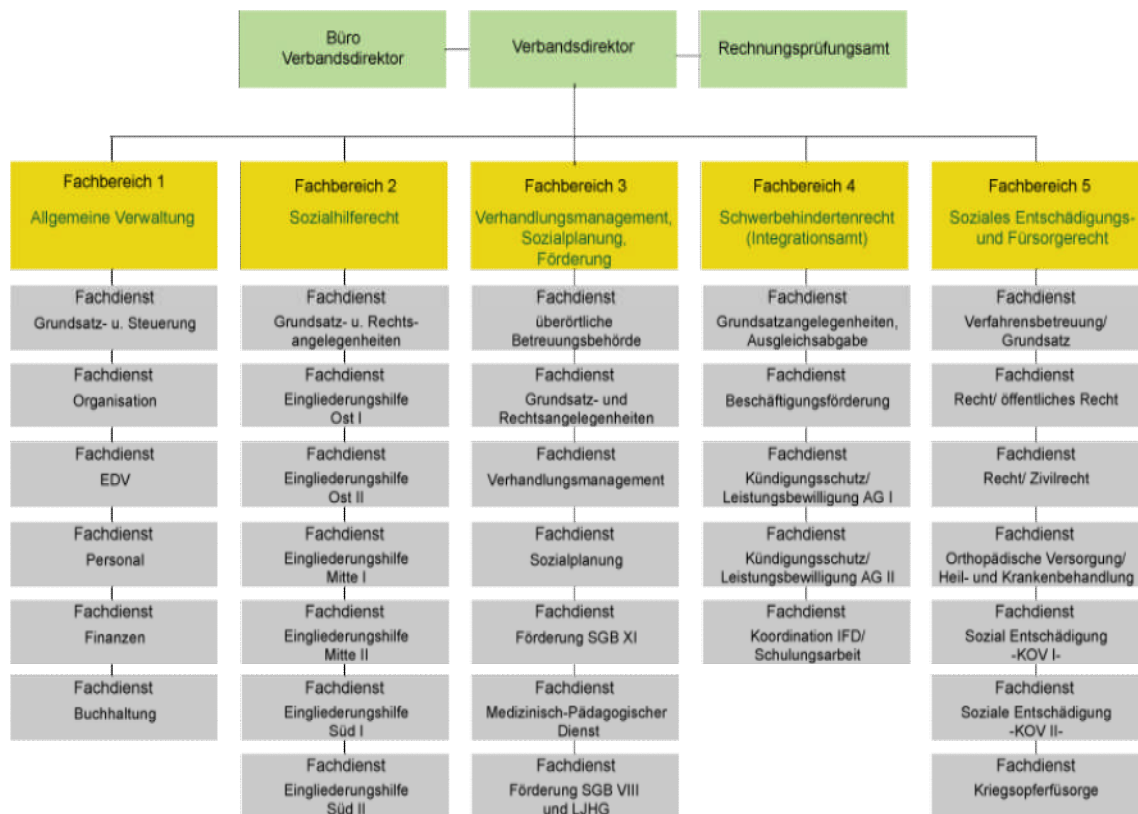 Büro
Verbandsdirektor
Verbandsdirektor
Rechnungsprüfungsamt
Fachbereich 1
Allgemeine Verwaltung
Fachdienst
Grundsatz- u. Steuerung
Fachdienst
Organisation
Fachdienst
EDV
Fachdienst
Personal
Fachdienst
Finanzen
Fachdienst
Buchhaltung
Fachbereich 2
Sozialhilferecht
Fachdienst
Grundsatz- u. Rechts-
angelegenheiten
Fachdienst
Eingliederungshilfe
Ost I
Fachdienst
Eingliederungshilfe
Ost II
Fachdienst
Eingliederungshilfe
Mitte I
Fachdienst
Eingliederungshilfe
Mitte II
Fachdienst
Eingliederungshilfe
Süd I
Fachdienst
Eingliederungshilfe
Süd II
Fachbereich 3
Verhandlungsmanagement,
Sozialplanung,
Förderung
Fachdienst
überörtliche
Betreuungsbehörde
Fachdienst
Grundsatz- und
Rechtsangelegenheiten
Fachdienst
Verhandlungsmanagement
Fachdienst
Sozialplanung
Fachdienst
Förderung SGB XI
Fachdienst
Medizinisch-Pädagogischer
Dienst
Fachdienst
Förderung SGB VIII
und LJHG
Fachbereich 4
Schwerbehindertenrecht
(Integrationsamt)
Fachdienst
Grundsatzangelegenheiten,
Ausgleichsabgabe
Fachdienst
Beschäftigungsförderung
Fachdienst
Kündigungsschutz/
Leistungsbewilligung AG I
Fachdienst
Kündigungsschutz/
Leistungsbewilligung AG II
Fachdienst
Koordination IFD/
Schulungsarbeit
Fachbereich 5
Soziales Entschädigungs-
und Fürsorgerecht
Fachdienst
Verfahrensbetreuung/
Grundsatz
Fachdienst
Recht/ öffentliches Recht
Fachdienst
Recht/ Zivilrecht
Fachdienst
Orthopädische Versorgung/
Heil- und Krankenbehandlung
Fachdienst
Sozial Entschädigung
-KOV I-
Fachdienst
Soziale Entschädigung
-KOV II-
Fachdienst
Kriegsopferfüsorge